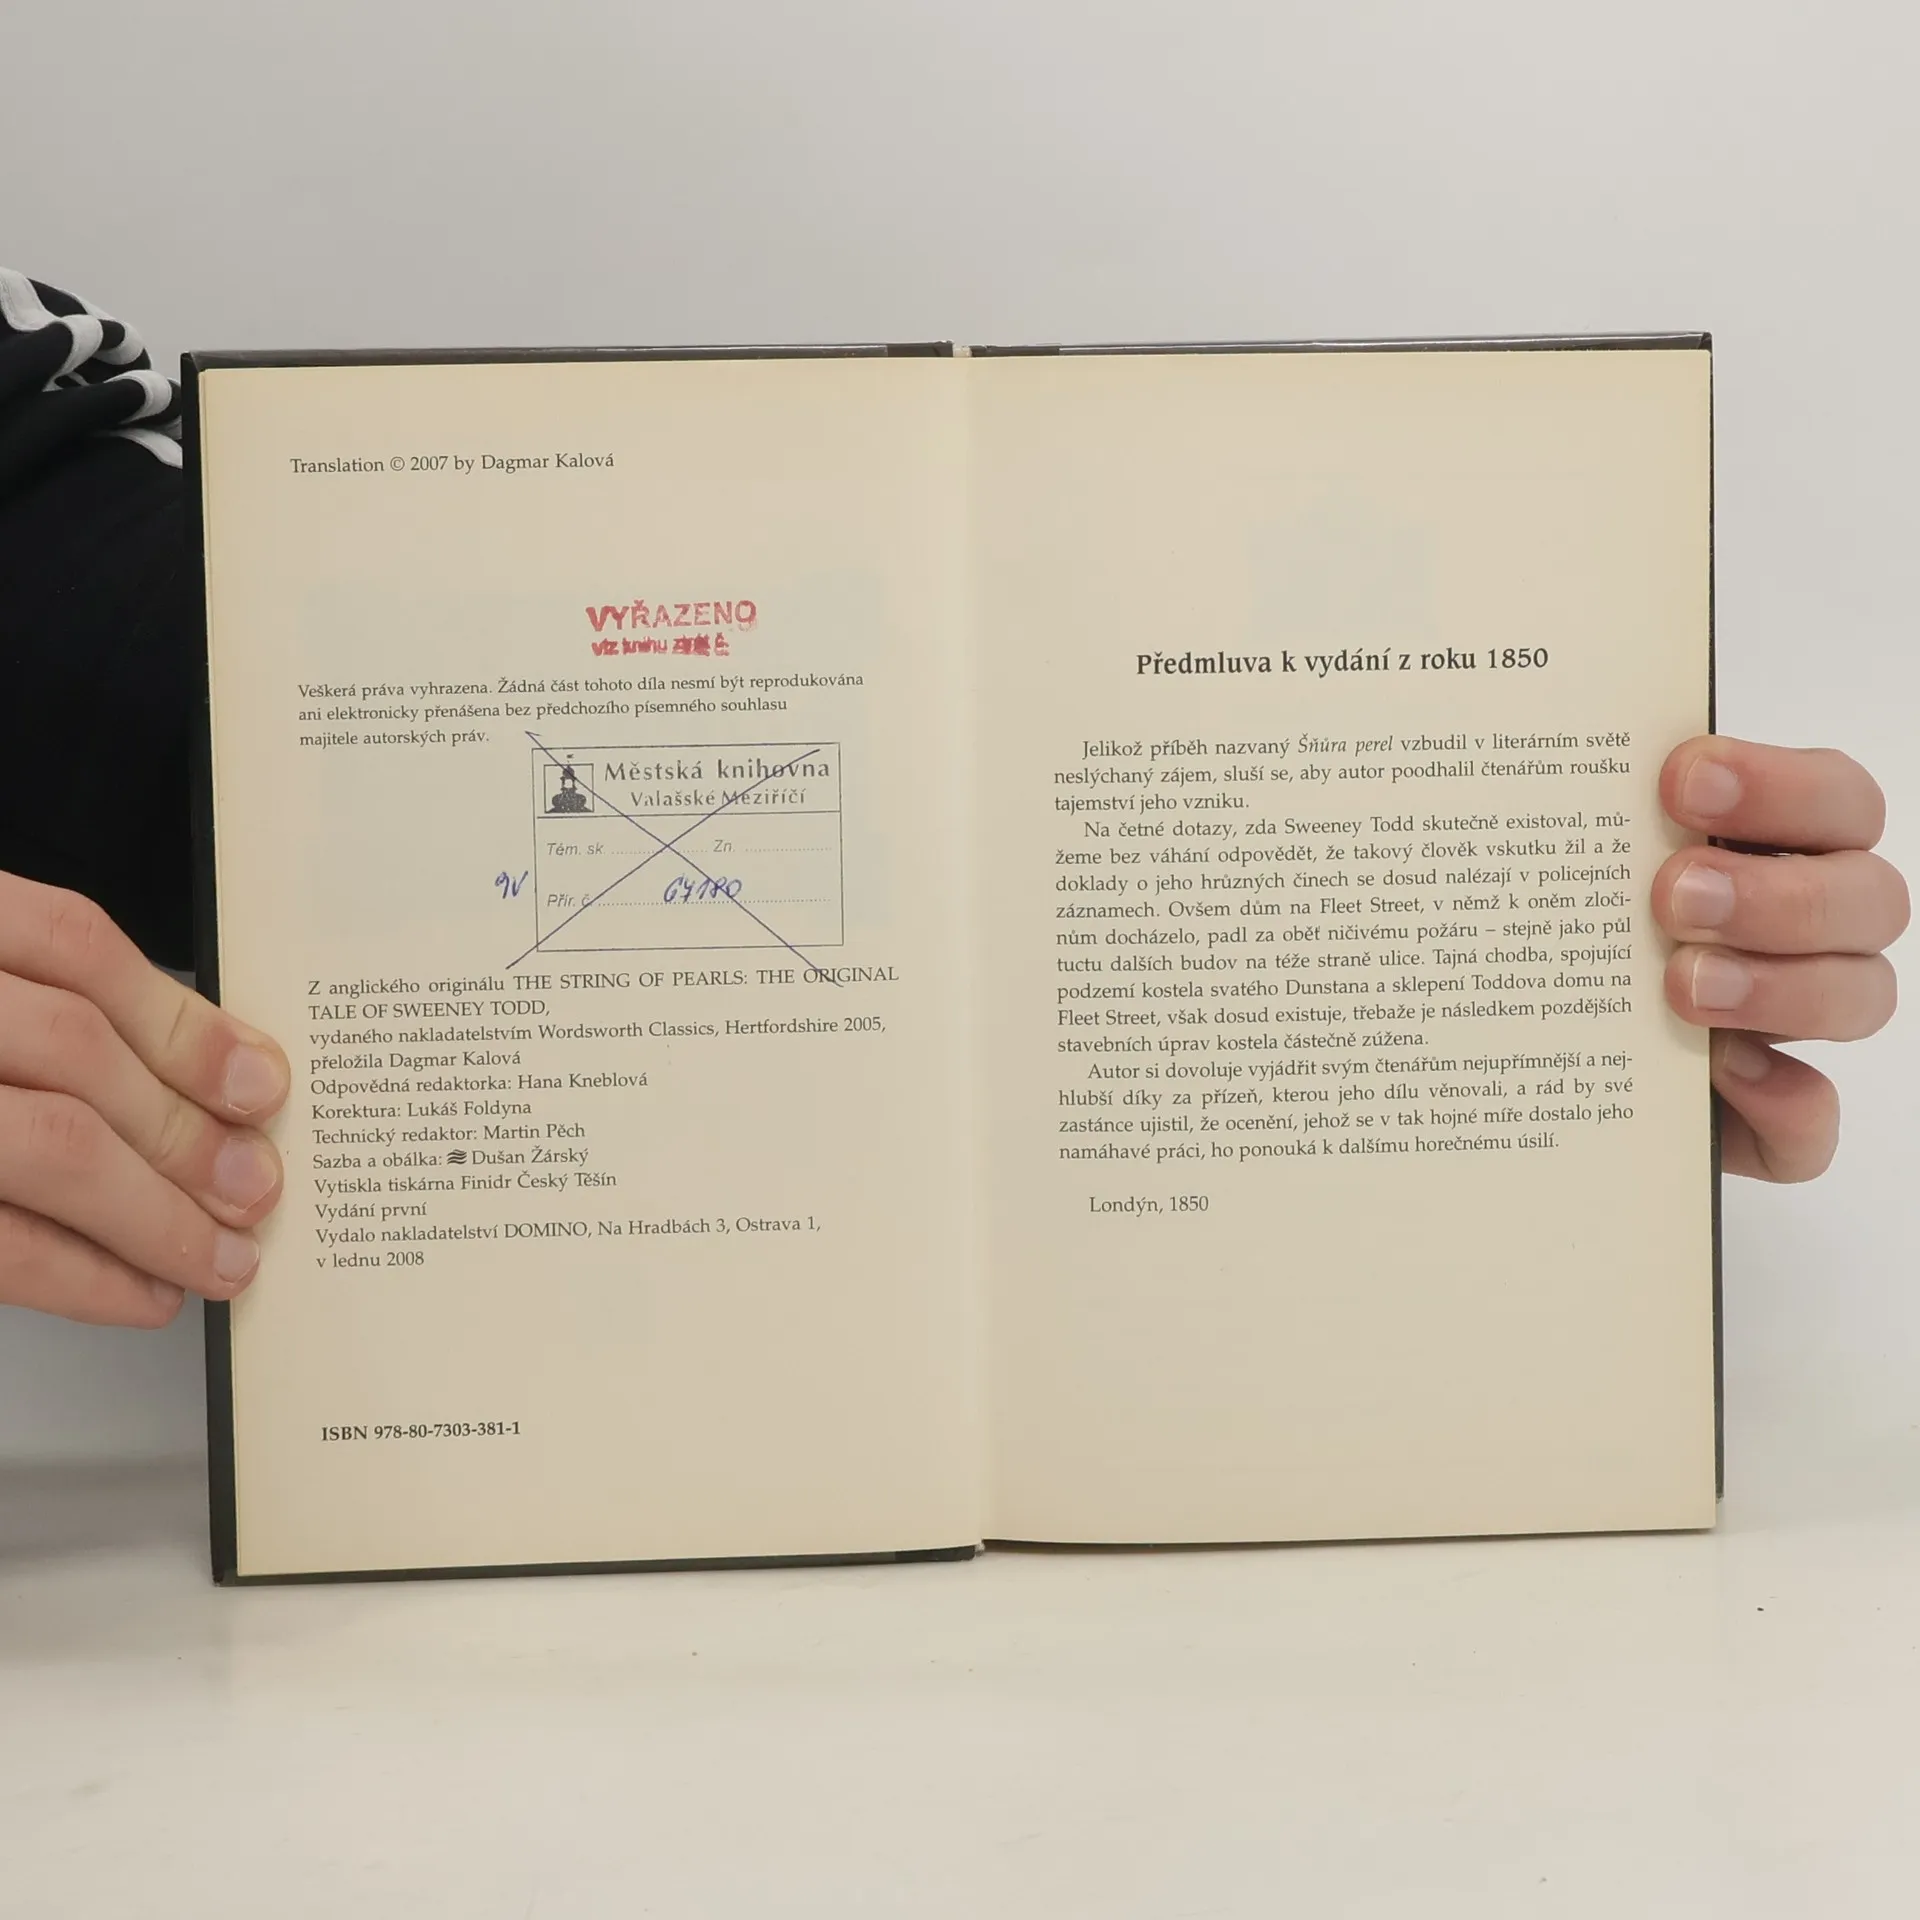 Translation © 2007 by Dagmar Kalová
VYŘAZENO
viz knihu
Veškerá práva vyhrazena. Žádná část tohoto díla nesmí být reprodukována
ani elektronicky přenášena bez předchozího písemného souhlasu
majitele autorských práv.
Městská knihovna
Valašské Meziříčí
Tém. sk. Zn.
Přír. č. 64180
Z anglického originálu THE STRING OF PEARLS: THE ORIGINAL
TALE OF SWEENEY TODD,
vydaného nakladatelstvím Wordsworth Classics, Hertfordshire 2005,
přeložila Dagmar Kalová
Odpovědná redaktorka: Hana Kneblová
Korektura: Lukáš Foldyna
Technický redaktor: Martin Pěch
Sazba a obálka: Dušan Žárský
Vytiskla tiskárna Finidr Český Těšín
Vydání první
Vydalo nakladatelství DOMINO, Na Hradbách 3, Ostrava 1,
v lednu 2008
ISBN 978-80-7303-381-1
Předmluva k vydání z roku 1850
Jelikož příběh nazvaný Šňůra perel vzbudil v literárním světě
neslýchaný zájem, sluší se, aby autor poodhalil čtenářům roušku
tajemství jeho vzniku.
Na četné dotazy, zda Sweeney Todd skutečně existoval, mů-
žeme bez váhání odpovědět, že takový člověk vskutku žil a že
doklady o jeho hrůzných činech se dosud nalézají v policejních
záznamech. Ovšem dům na Fleet Street, v němž k oněm zloči-
nům docházelo, padl za oběť ničivému požáru – stejně jako půl
tuctu dalších budov na téže straně ulice. Tajná chodba, spojující
podzemí kostela svatého Dunstana a sklepení Toddova domu na
Fleet Street, však dosud existuje, třebaže je následkem pozdějších
stavebních úprav kostela částečně zúžena.
Autor si dovoluje vyjádřit svým čtenářům nejupřímnější a nej-
hlubší díky za přízeň, kterou jeho dílu věnovali, a rád by své
zastánce ujistil, že ocenění, jehož se v tak hojné míře dostalo jeho
namáhavé práci, ho ponouká k dalšímu horečnému úsilí.
Londýn, 1850